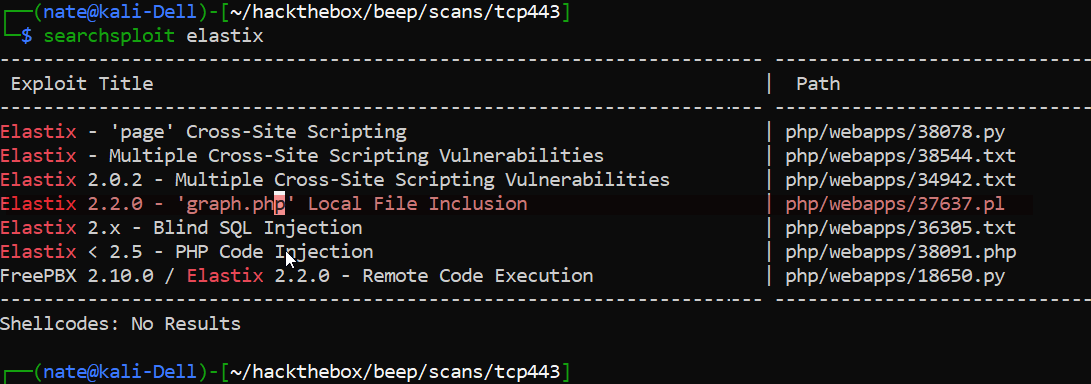 ┌──(nate@kali-Dell)-[~/hackthebox/beep/scans/tcp443]
└─$ searchsploit elastix
---------------------------------------------------------------------- ---------------------------------
Exploit Title | Path
---------------------------------------------------------------------- ---------------------------------
Elastix - 'page' Cross-Site Scripting | php/webapps/38078.py
Elastix - Multiple Cross-Site Scripting Vulnerabilities | php/webapps/38544.txt
Elastix 2.0.2 - Multiple Cross-Site Scripting Vulnerabilities | php/webapps/34942.txt
Elastix 2.2.0 - 'graph.php' Local File Inclusion | php/webapps/37637.pl
Elastix 2.x - Blind SQL Injection | php/webapps/36305.txt
Elastix < 2.5 - PHP Code Injection | php/webapps/38091.php
FreePBX 2.10.0 / Elastix 2.2.0 - Remote Code Execution | php/webapps/18650.py
---------------------------------------------------------------------- ---------------------------------
Shellcodes: No Results
┌──(nate@kali-Dell)-[~/hackthebox/beep/scans/tcp443]